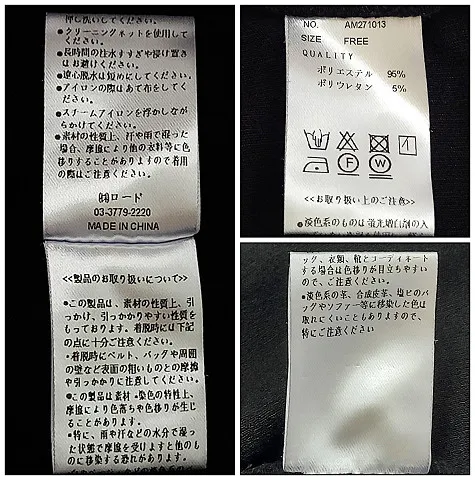 押し洗いしてください。
●クリーニングネットを使用して
ください。
●長時間の注水すすぎや浸け置き
はお避けください。
●遠心脱水は短めにしてください。
●アイロンの際はあて布をしてく
ださい。
●スチームアイロンを浮かしなが
らかけてください。
●素材の性質上、汗や雨で湿った
場合、摩擦により他の衣料等に色
移りすることがありますので着用
の際はご注意ください。
㈲ロード
03-3779-2220
MADE IN CHINA
<<製品のお取り扱いについて>>
●この製品は、素材の性質上、引
っかけ、引っかかりやすい性質を
もっております。着脱時には下記
の点に十分ご注意ください。
・着脱時にベルト、バッグや周囲
の壁など表面の粗いものとの摩擦
や引っかかりに注意してください。
●この製品は素材・染色の特性上、
摩擦により色落ちや色移りが生じ
ることがあります。
・特に、雨や汗などの水分で湿っ
た状態で摩擦を受けますと他のも
のに移染する恐れがあります。
NO. AM271013
SIZE FREE
QUALITY
ポリエステル 95%
ポリウレタン 5%
P W
<<お取り扱い上のご注意>>
●淡色系のものは蛍光増白剤の入
ッグ、衣類、靴とコーディネート
する場合は色移りが目立ちやすい
ので、ご注意ください。
●淡色系の革、合成皮革、塩ビのバ
ッグやソファー等に移染した色は
取れにくいこともありますので、
特にご注意ください